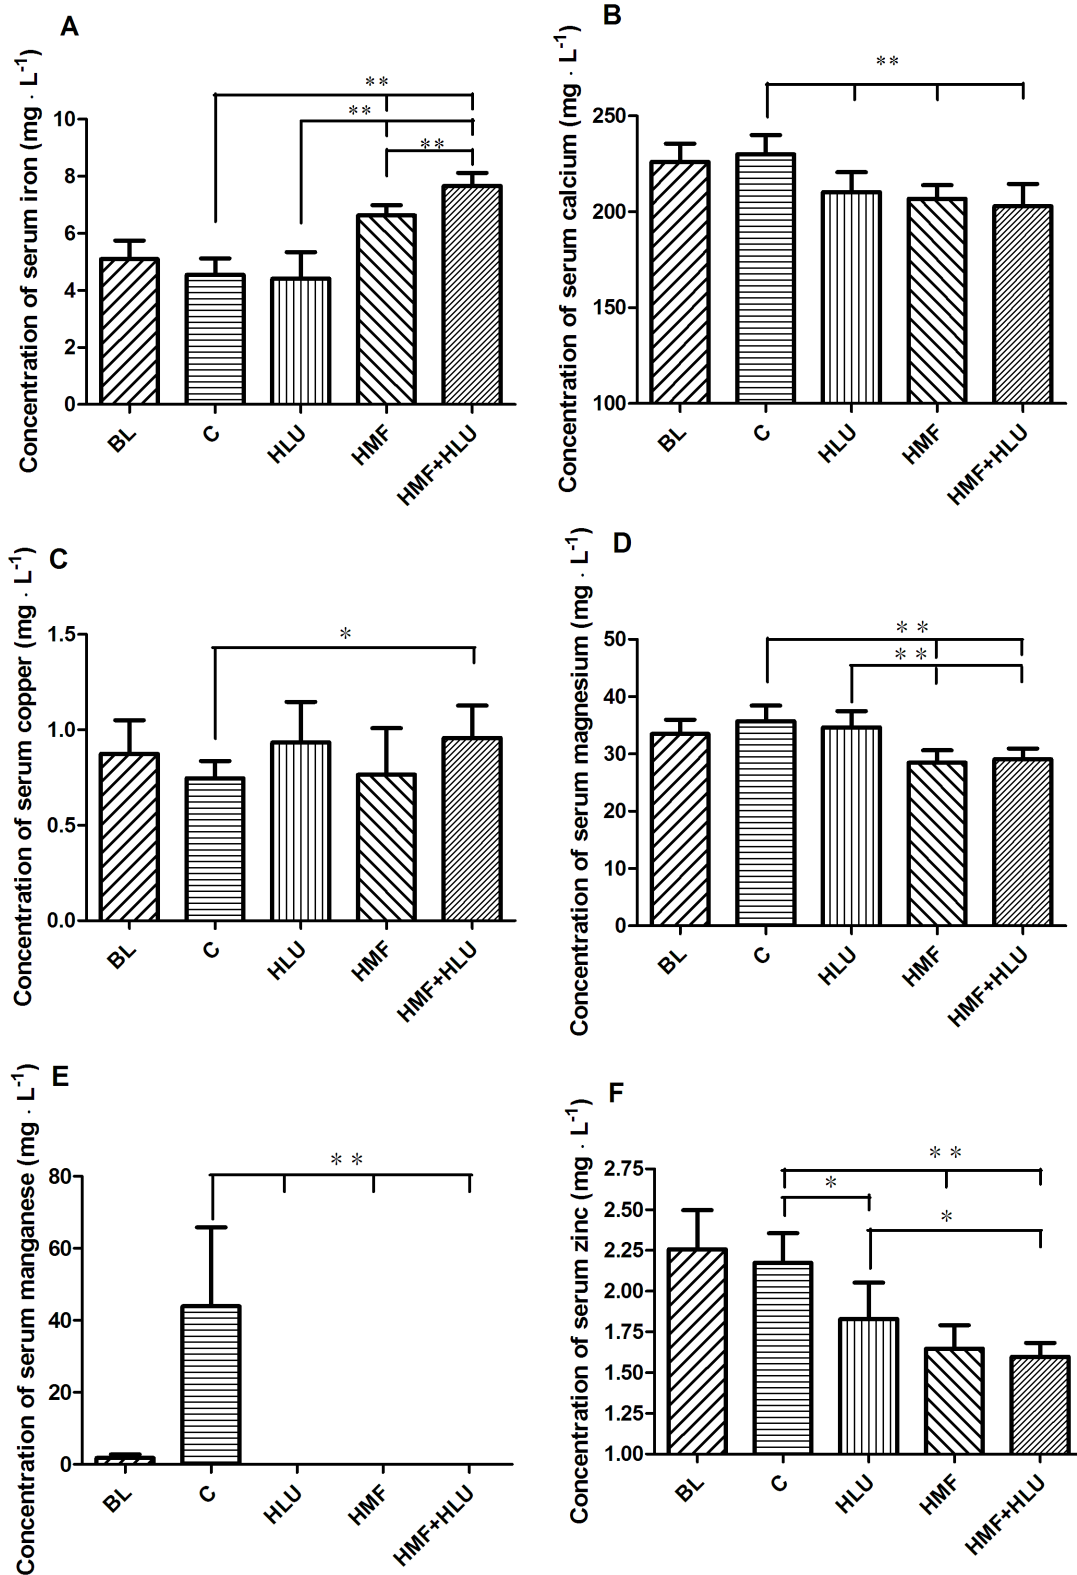 A
Concentration of serum iron (mg · L-1)
10
8
6
4
2
0
**
**
**
BL
C
HLU
HMF
HMF+HLU
B
Concentration of serum calcium (mg · L-1)
250
200
150
100
**
BL
C
HLU
HMF
HMF+HLU
C
Concentration of serum copper (mg · L-1)
1.5
1.0
0.5
0.0
*
BL
C
HLU
HMF
HMF+HLU
D
Concentration of serum magnesium (mg · L-1)
50
40
30
20
10
0
**
**
BL
C
HLU
HMF
HMF+HLU
E
Concentration of serum manganese (mg · L-1)
80
60
40
20
0
**
BL
C
HLU
HMF
HMF+HLU
F
Concentration of serum zinc (mg · L-1)
2.75
2.50
2.25
2.00
1.75
1.50
1.25
1.00
**
*
*
BL
C
HLU
HMF
HMF+HLU